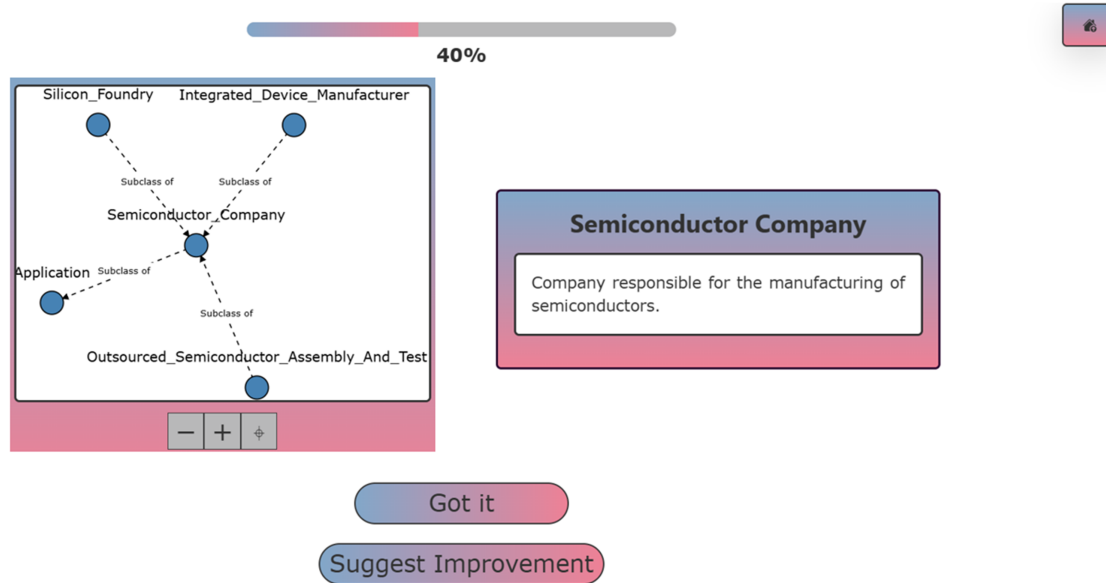 40%
Silicon_Foundry
Integrated_Device_Manufacturer
Subclass of
Subclass of
Semiconductor_Company
Application
Subclass of
Subclass of
Outsourced_Semiconductor_Assembly_And_Test
− + 
Semiconductor Company
Company responsible for the manufacturing of
semiconductors.
Got it
Suggest Improvement